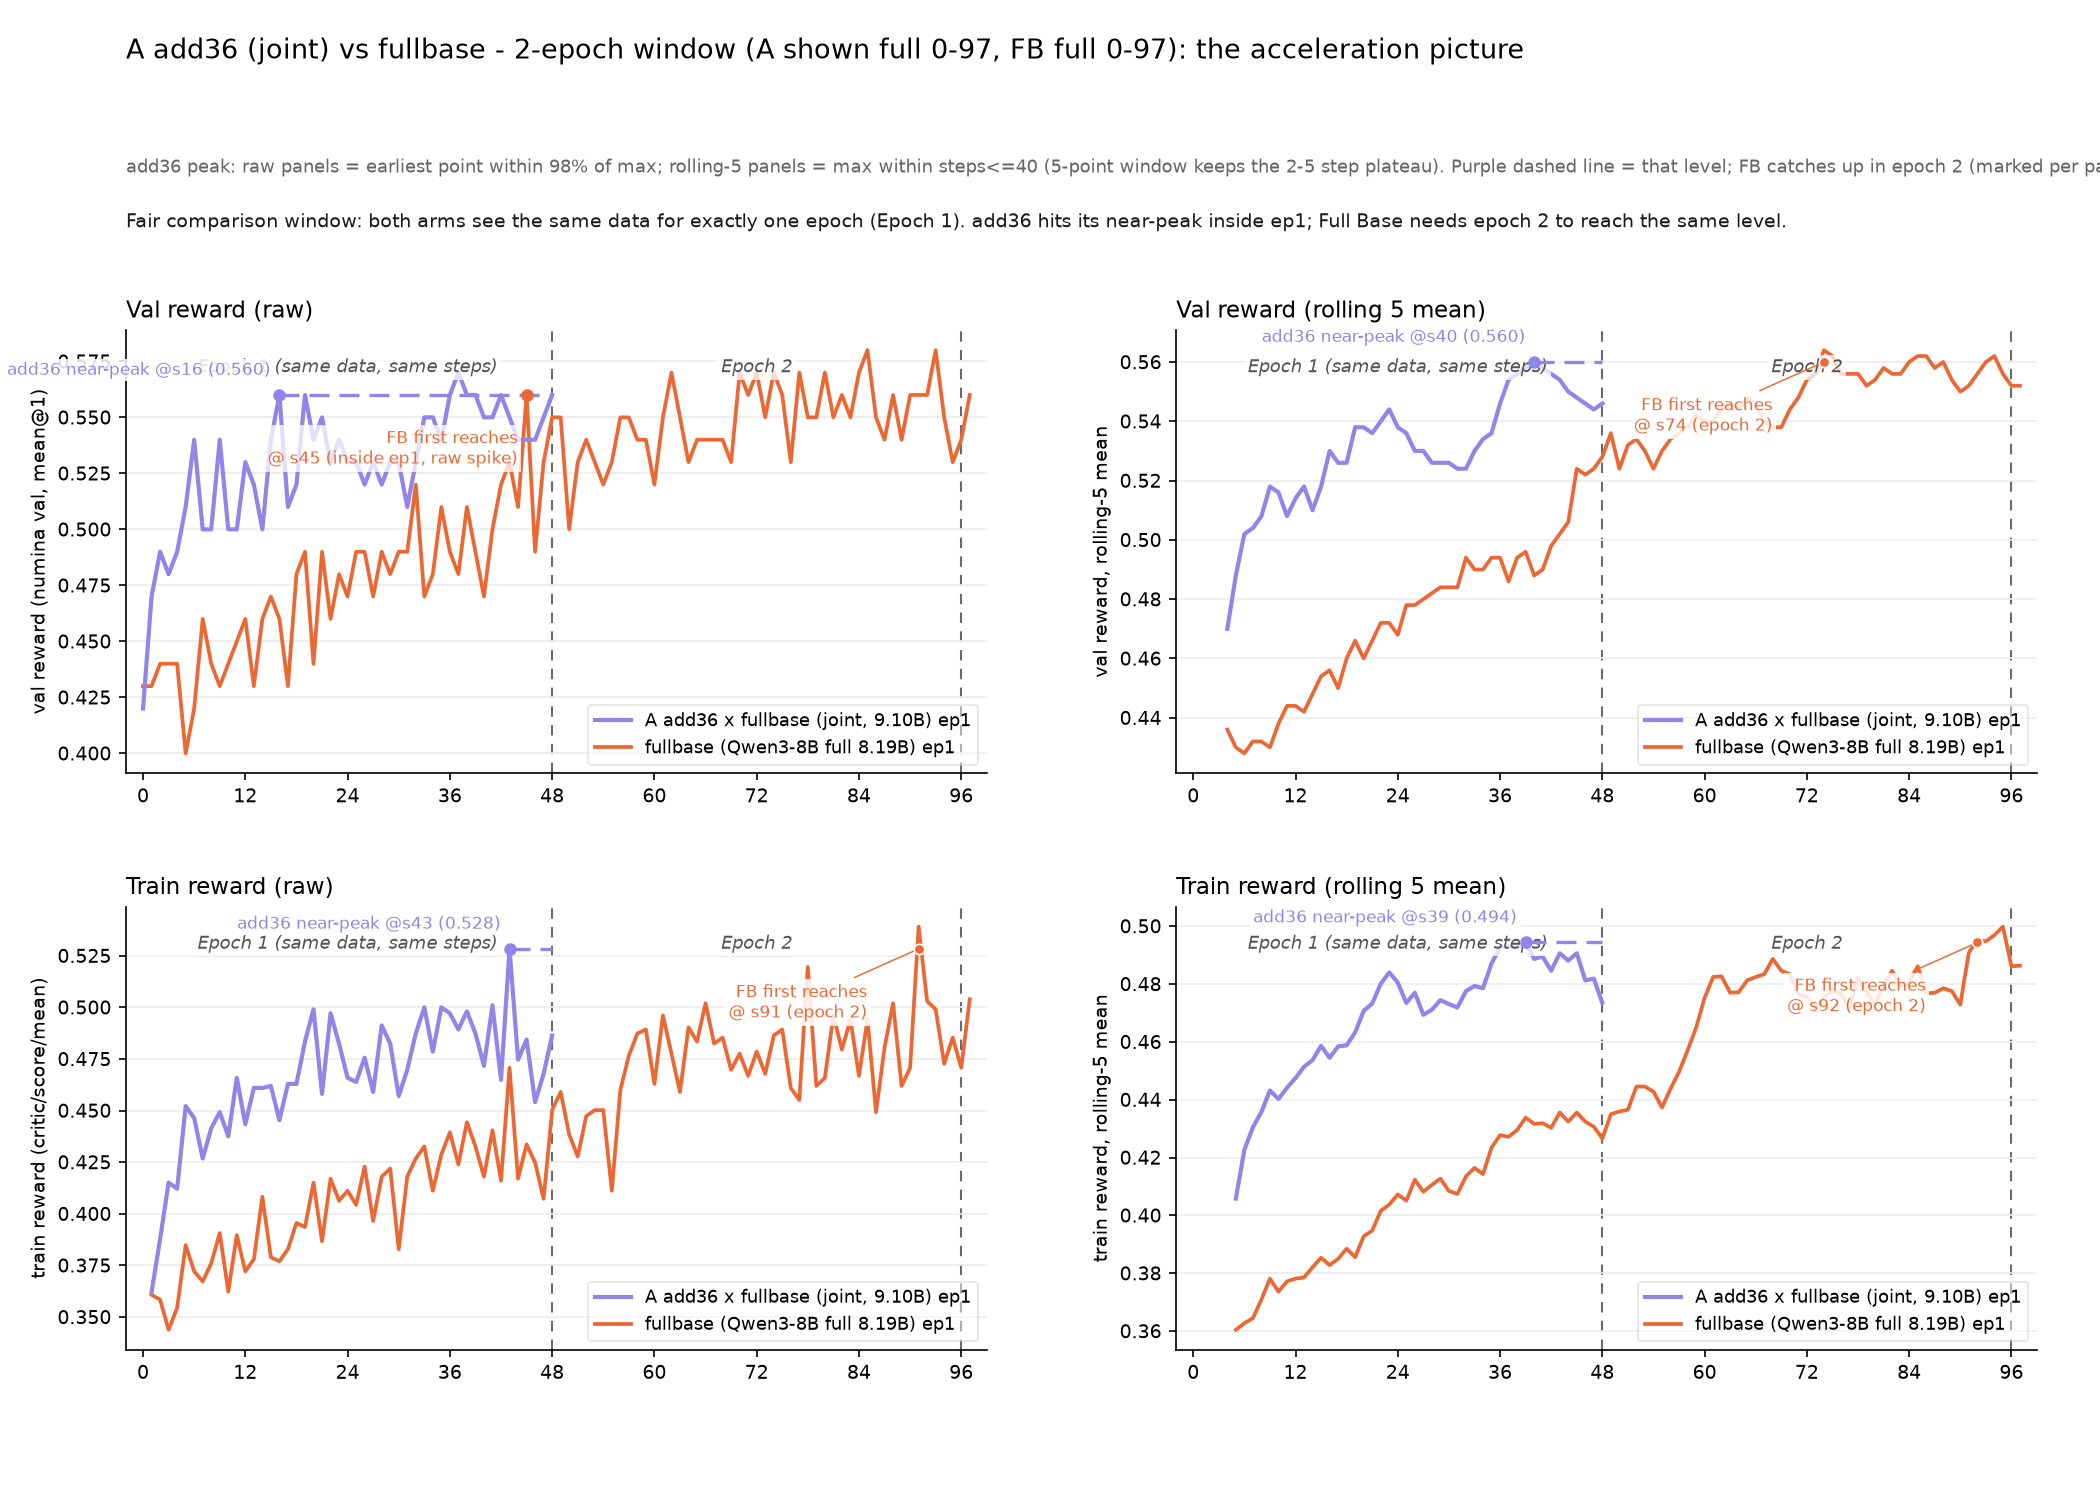 A add36 (joint) vs fullbase - 2-epoch window (A shown full 0-97, FB full 0-97): the acceleration picture
add36 peak: raw panels = earliest point within 98% of max; rolling-5 panels = max within steps<=40 (5-point window keeps the 2-5 step plateau). Purple dashed line = that level; FB catches up in epoch 2 (marked per
Fair comparison window: both arms see the same data for exactly one epoch (Epoch 1). add36 hits its near-peak inside ep1; Full Base needs epoch 2 to reach the same level.
Val reward (raw)
add36 near-peak @s16 (0.560)
(same data, same steps)
Epoch 2
FB first reaches
@ s45 (inside ep1, raw spike)
val reward (numina val, mean@1)
0.550
0.525
0.500
0.475
0.450
0.425
0.400
A add36 x fullbase (joint, 9.10B) ep1
fullbase (Qwen3-8B full 8.19B) ep1
0 12 24 36 48 60 72 84 96
Val reward (rolling 5 mean)
add36 near-peak @s40 (0.560)
Epoch 1 (same data, same steps)
Epoch 2
FB first reaches
@ s74 (epoch 2)
val reward, rolling-5 mean
0.56
0.54
0.52
0.50
0.48
0.46
0.44
A add36 x fullbase (joint, 9.10B) ep1
fullbase (Qwen3-8B full 8.19B) ep1
0 12 24 36 48 60 72 84 96
Train reward (raw)
add36 near-peak @s43 (0.528)
Epoch 1 (same data, same steps)
Epoch 2
FB first reaches
@ s91 (epoch 2)
train reward (critic/score/mean)
0.525
0.500
0.475
0.450
0.425
0.400
0.375
0.350
A add36 x fullbase (joint, 9.10B) ep1
fullbase (Qwen3-8B full 8.19B) ep1
0 12 24 36 48 60 72 84 96
Train reward (rolling 5 mean)
add36 near-peak @s39 (0.494)
Epoch 1 (same data, same steps)
Epoch 2
FB first reaches
@ s92 (epoch 2)
train reward, rolling-5 mean
0.50
0.48
0.46
0.44
0.42
0.40
0.38
0.36
A add36 x fullbase (joint, 9.10B) ep1
fullbase (Qwen3-8B full 8.19B) ep1
0 12 24 36 48 60 72 84 96